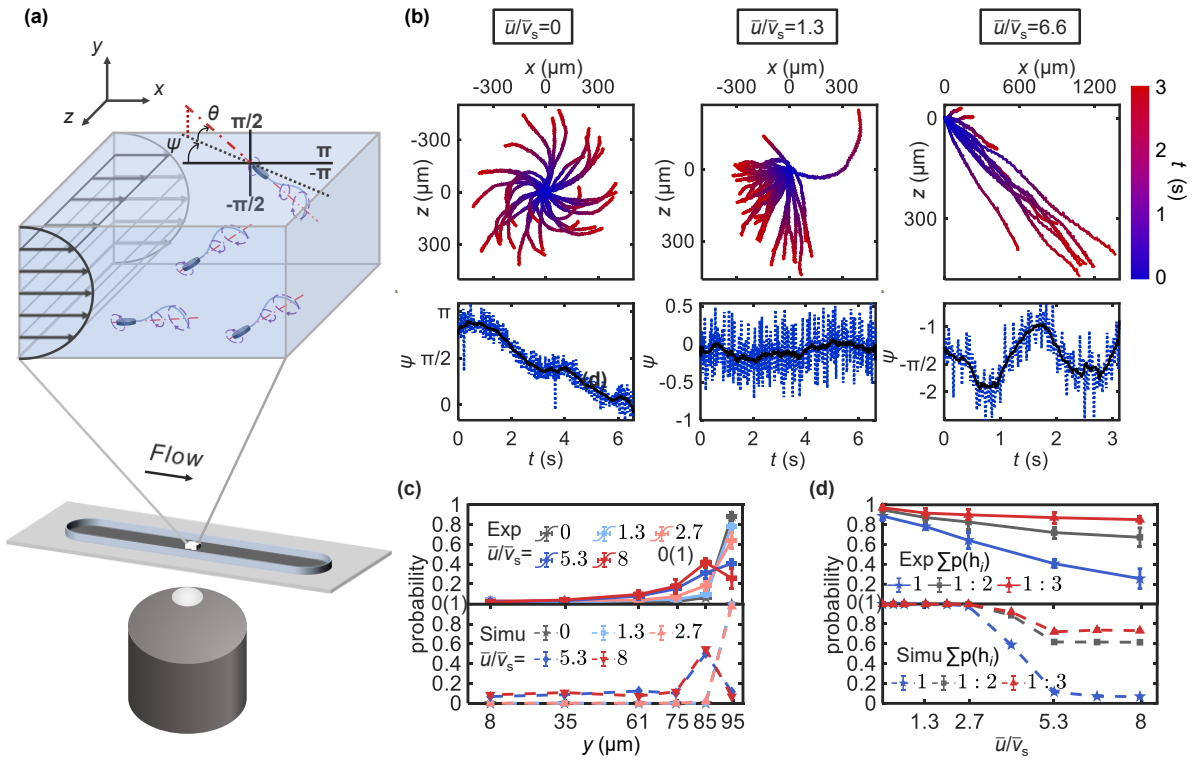 (a)
y
x
z
θ
ψ
π/2
π
-π
-π/2
Flow
(b)
ū/v̄ₛ=0
ū/v̄ₛ=1.3
ū/v̄ₛ=6.6
x (µm)
x (µm)
x (µm)
-300 0 300
-300 0 300
0 600 1200
z (µm)
-300
0
300
z (µm)
0
300
z (µm)
0
300
3
2
1
0
t (s)
ψ
π
π/2
0
(d)
0 2 4 6
t (s)
ψ
0.5
0
-0.5
-1
0 2 4 6
t (s)
ψ
-1
-π/2
-2
0 1 2 3
t (s)
(c)
probability
1
0.8
0.6
0.4
0.2
0(1)
0.8
0.6
0.4
0.2
0
Exp 0 1.3 2.7
ū/v̄ₛ= 5.3 8
0(1)
Simu 0 1.3 2.7
ū/v̄ₛ= 5.3 8
8 35 61 75 85 95
y (µm)
(d)
probability
1
0.8
0.6
0.4
0.2
0(1)
0.8
0.6
0.4
0.2
0
Exp ∑p(hᵢ)
1 1 : 2 1 : 3
Simu ∑p(hᵢ)
1 1 : 2 1 : 3
1.3 2.7 5.3 8
ū/v̄ₛ